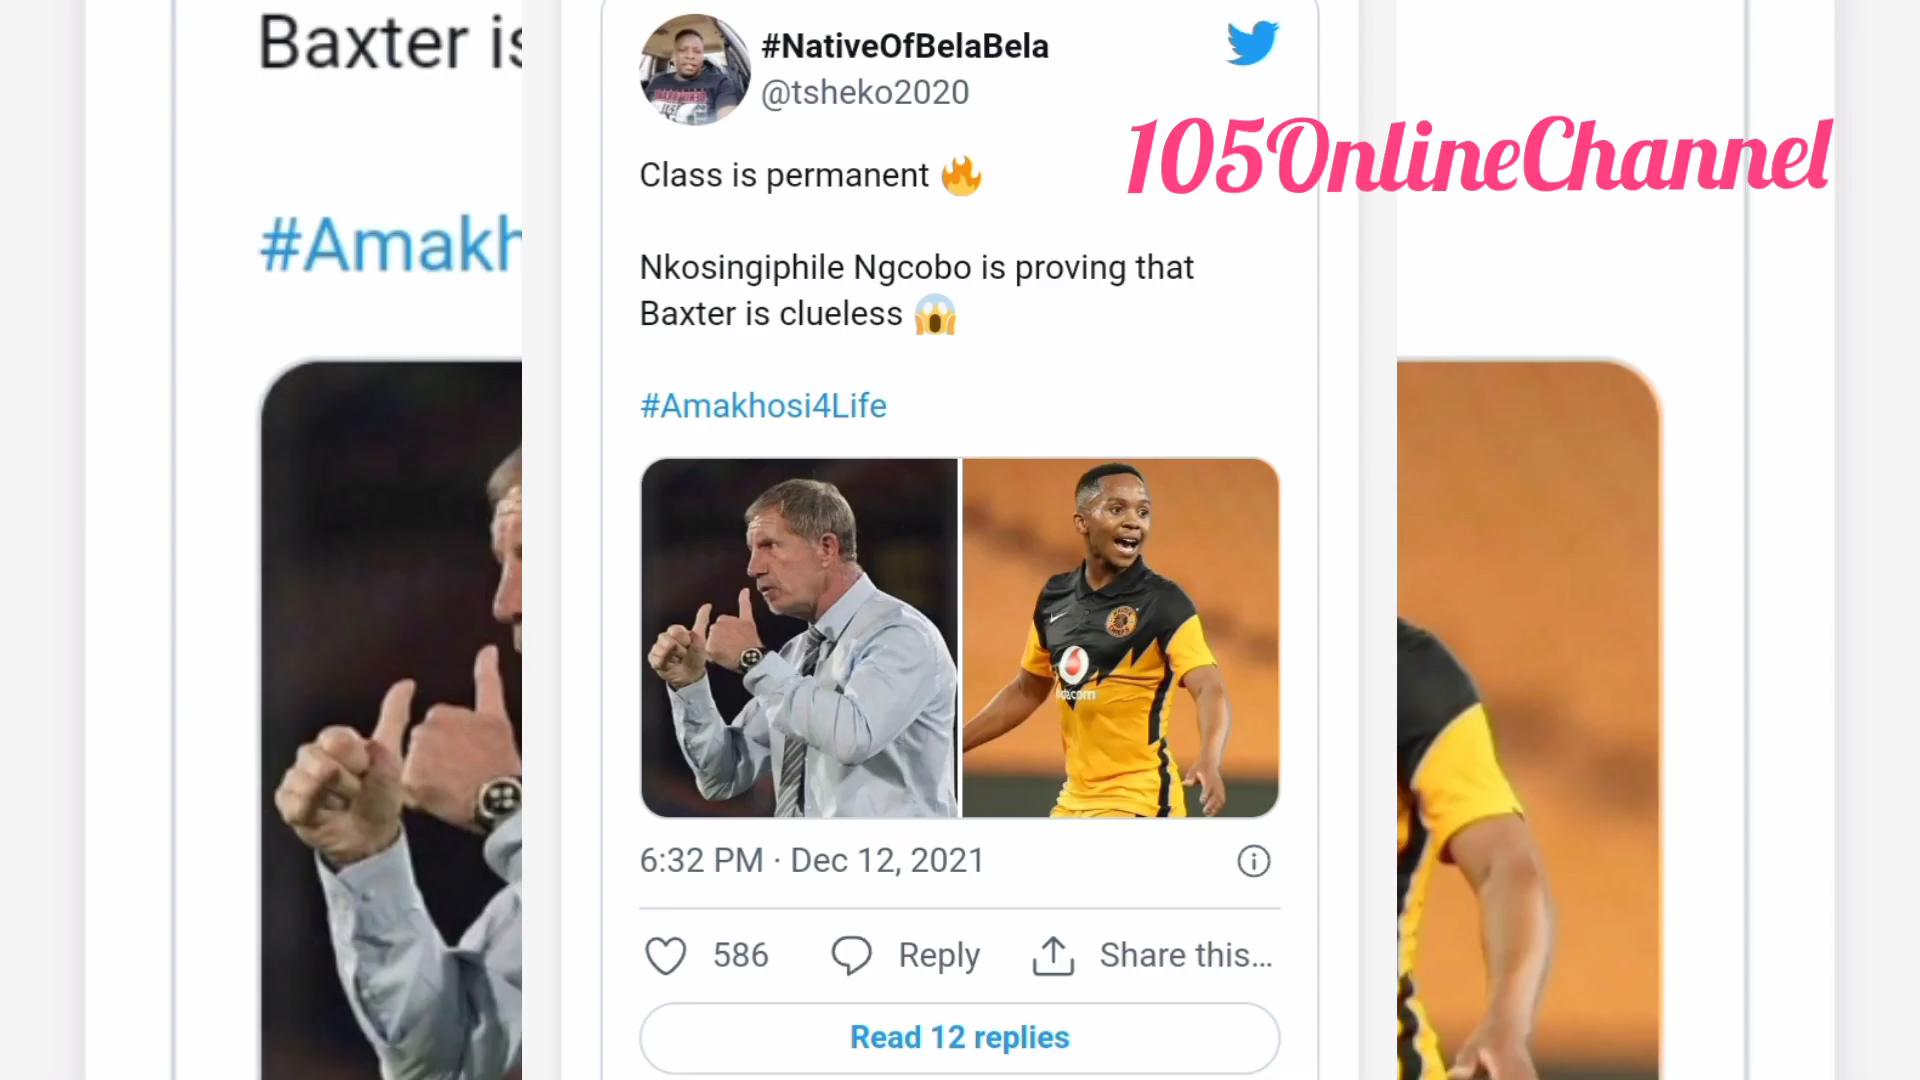 Baxter is
#Amakh
#NativeOfBelaBela
@tsheko2020
105OnlineChannel
Class is permanent 🔥
Nkosingiphile Ngcobo is proving that
Baxter is clueless 😱
#Amakhosi4Life
6:32 PM · Dec 12, 2021
586 Reply Share this...
Read 12 replies